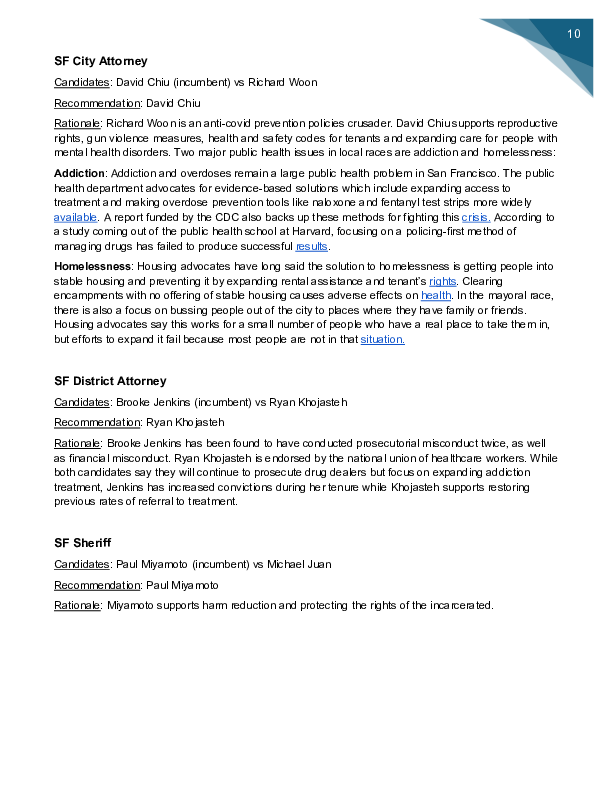 10
SF City Attorney
Candidates: David Chiu (incumbent) vs Richard Woon
Recommendation: David Chiu
Rationale: Richard Woon is an anti-covid prevention policies crusader. David Chiu supports reproductive
rights, gun violence measures, health and safety codes for tenants and expanding care for people with
mental health disorders. Two major public health issues in local races are addiction and homelessness:
Addiction: Addiction and overdoses remain a large public health problem in San Francisco. The public
health department advocates for evidence-based solutions which include expanding access to
treatment and making overdose prevention tools like naloxone and fentanyl test strips more widely
available. A report funded by the CDC also backs up these methods for fighting this crisis. According to
a study coming out of the public health school at Harvard, focusing on a policing-first method of
managing drugs has failed to produce successful results.
Homelessness: Housing advocates have long said the solution to homelessness is getting people into
stable housing and preventing it by expanding rental assistance and tenant's rights. Clearing
encampments with no offering of stable housing causes adverse effects on health. In the mayoral race,
there is also a focus on bussing people out of the city to places where they have family or friends.
Housing advocates say this works for a small number of people who have a real place to take them in,
but efforts to expand it fail because most people are not in that situation.
SF District Attorney
Candidates: Brooke Jenkins (incumbent) vs Ryan Khojasteh
Recommendation: Ryan Khojasteh
Rationale: Brooke Jenkins has been found to have conducted prosecutorial misconduct twice, as well
as financial misconduct. Ryan Khojasteh is endorsed by the national union of healthcare workers. While
both candidates say they will continue to prosecute drug dealers but focus on expanding addiction
treatment, Jenkins has increased convictions during her tenure while Khojasteh supports restoring
previous rates of referral to treatment.
SF Sheriff
Candidates: Paul Miyamoto (incumbent) vs Michael Juan
Recommendation: Paul Miyamoto
Rationale: Miyamoto supports harm reduction and protecting the rights of the incarcerated.